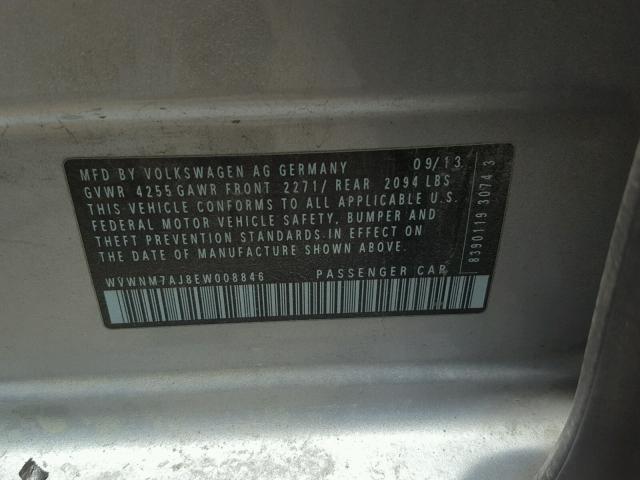 MFD BY VOLKSWAGEN AG GERMANY 09/13
GVWR 4255 GAWR FRONT 2271/ REAR 2094 LBS
THIS VEHICLE CONFORMS TO ALL APPLICABLE U.S.
FEDERAL MOTOR VEHICLE SAFETY, BUMPER AND
THEFT PREVENTION STANDARDS IN EFFECT ON
THE DATE OF MANUFACTURE SHOWN ABOVE.
WVWNM7AJ8EW008846 PASSENGER CAR
8390119 3074 3